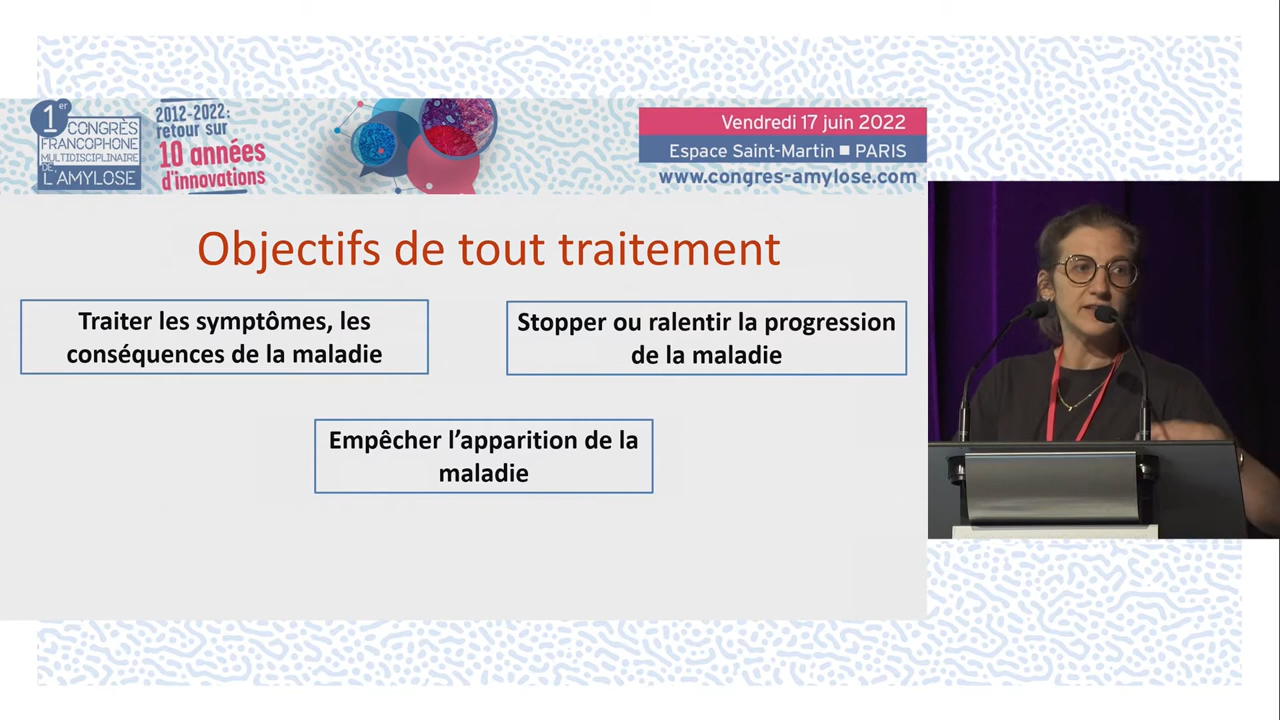 1er
CONGRÈS
FRANCOPHONE
MULTIDISCIPLINAIRE
DE
L'AMYLOSE
2012-2022:
retour sur
10 années
d'innovations
Vendredi 17 juin 2022
Espace Saint-Martin ■ PARIS
www.congres-amylose.com
Objectifs de tout traitement
Traiter les symptômes, les
conséquences de la maladie
Stopper ou ralentir la progression
de la maladie
Empêcher l’apparition de la
maladie